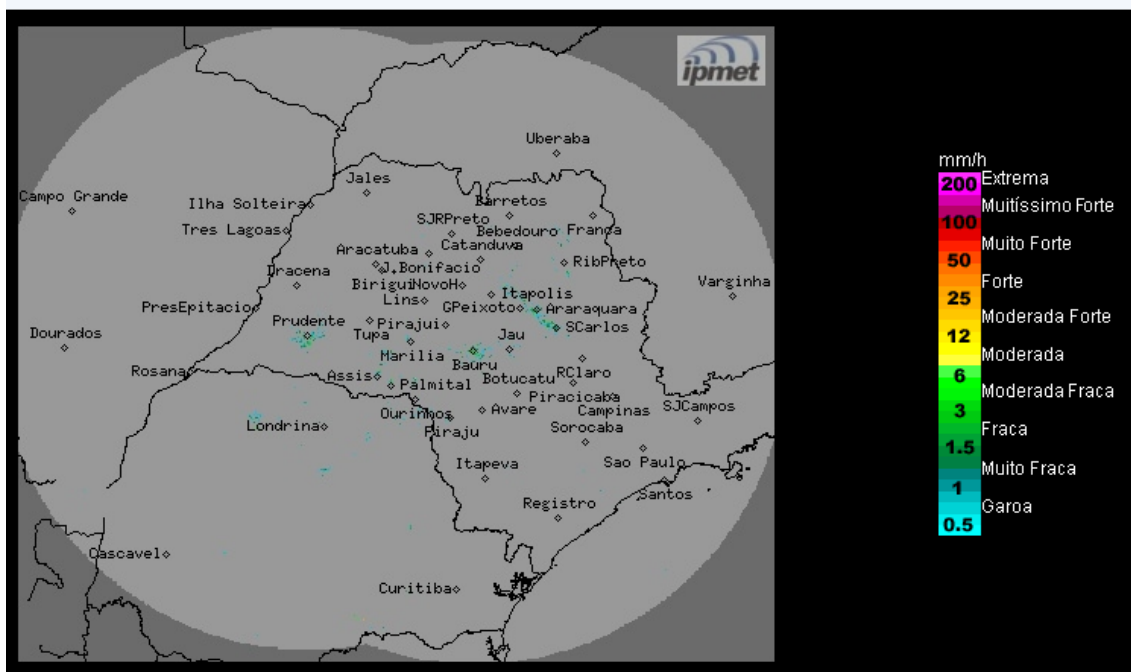 ipmet
Uberaba
Jales
Campo Grande
Ilha Solteira
Barretos
SJRPreto
Tres Lagoas
Bebedouro
Franca
Aracatuba
Catanduva
J.Bonifacio
RibPreto
Dracena
Birigui
NovoH
Varginha
Lins
Itapolis
PresEpitacio
GPeixoto
Araraquara
Prudente
Pirajui
SCarlos
Dourados
Tupa
Jau
Marilia
Bauru
Rosana
Assis
Botucatu
RClaro
Palmital
Piracicaba
SJCampos
Ourinhos
Avare
Campinas
Londrina
Piraju
Sorocaba
Itapeva
Sao Paulo
Santos
Registro
Cascavel
Curitiba
mm/h
200 Extrema
Muitíssimo Forte
100
Muito Forte
50
Forte
25
Moderada Forte
12
Moderada
6
Moderada Fraca
3
Fraca
1.5
Muito Fraca
1
Garoa
0.5